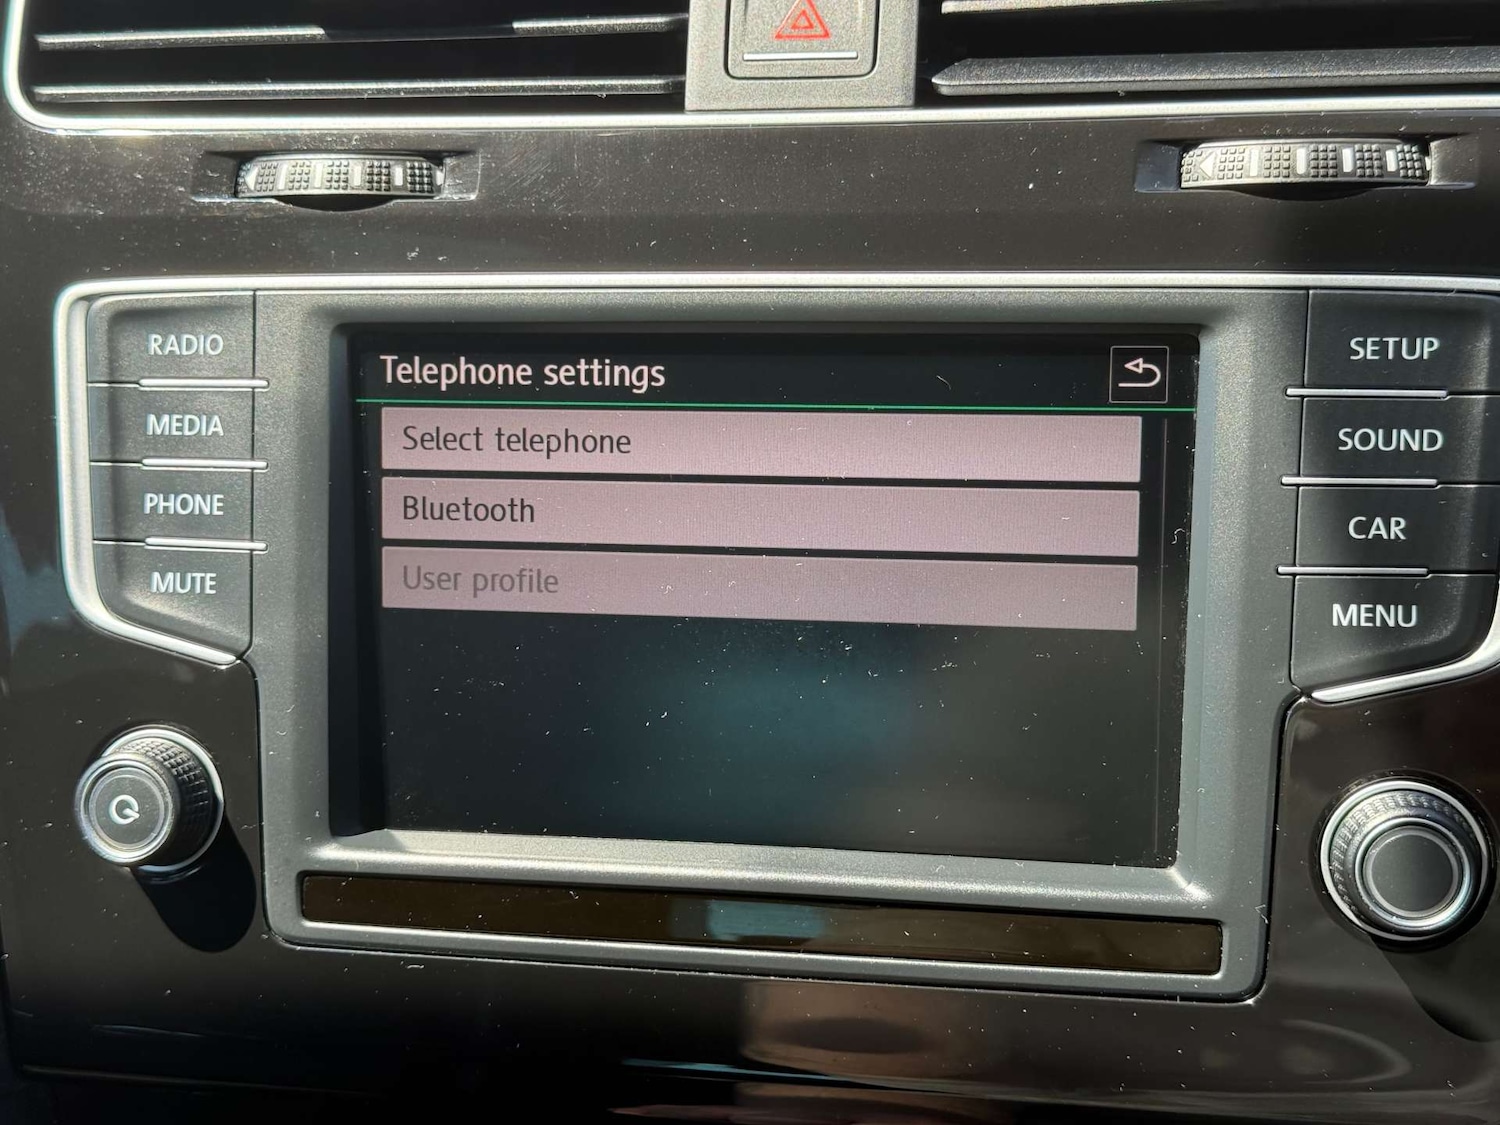 RADIO
MEDIA
PHONE
MUTE
Telephone settings
Select telephone
Bluetooth
User profile
SETUP
SOUND
CAR
MENU